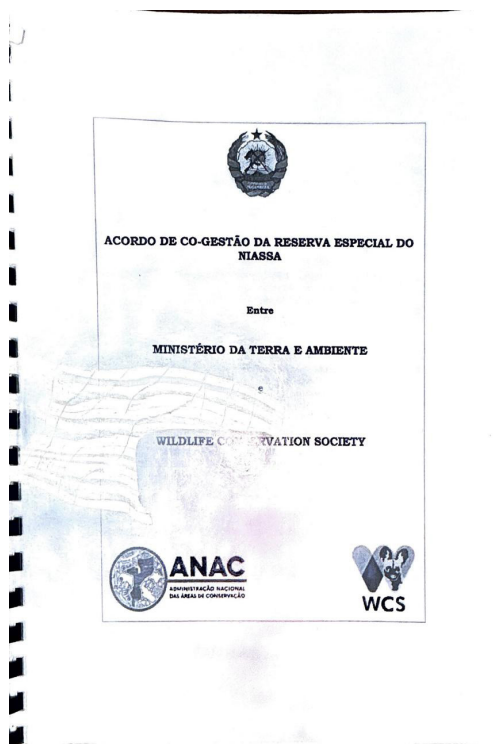 ACORDO DE CO-GESTÃO DA RESERVA ESPECIAL DO
NIASSA
Entre
MINISTÉRIO DA TERRA E AMBIENTE
e
WILDLIFE SOCIETY
ANAC
ADMINISTRAÇÃO NACIONAL
DAS ÁREAS DE CONSERVAÇÃO
WCS